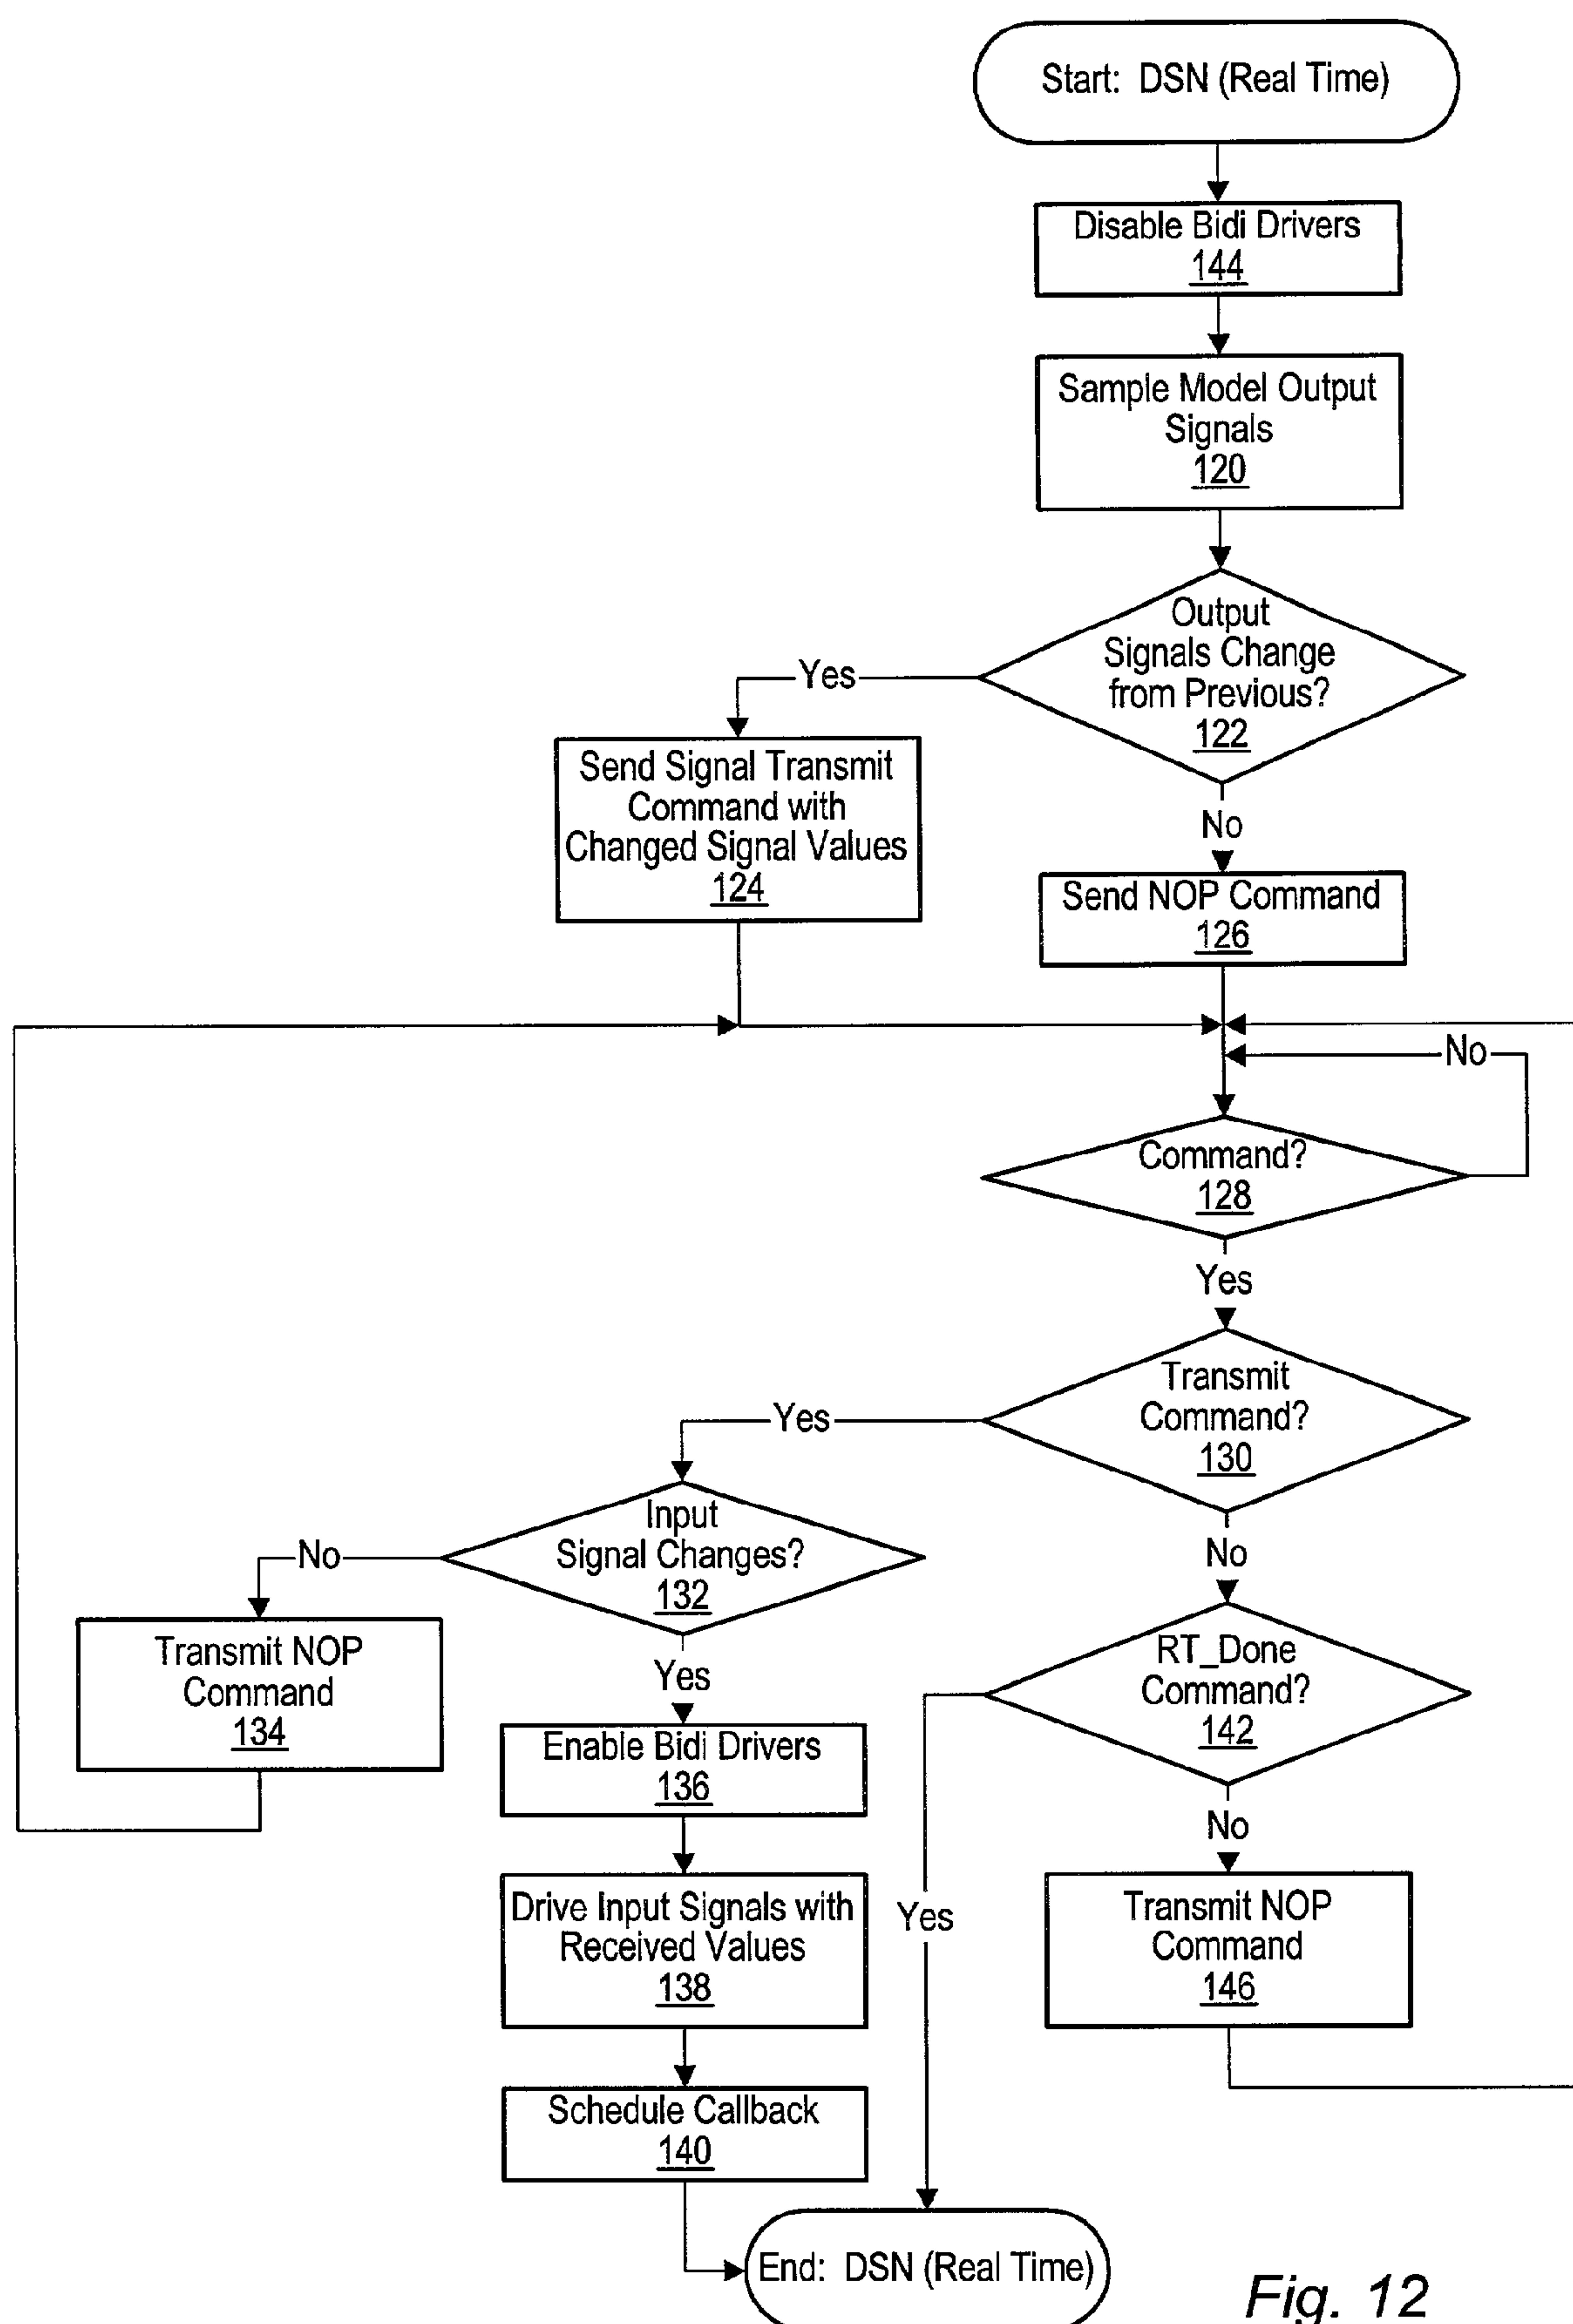 Start: DSN (Real Time)
Disable Bidi Drivers
144
Sample Model Output
Signals
120
Output
Signals Change
from Previous?
122
Yes
Send Signal Transmit
Command with
Changed Signal Values
124
No
Send NOP Command
126
No
Command?
128
Yes
Transmit
Command?
130
Yes
Input
Signal Changes?
132
No
Transmit NOP
Command
134
Yes
Enable Bidi Drivers
136
Drive Input Signals with
Received Values
138
Schedule Callback
140
No
RT_Done
Command?
142
Yes
No
Transmit NOP
Command
146
End: DSN (Real Time)
Fig. 12